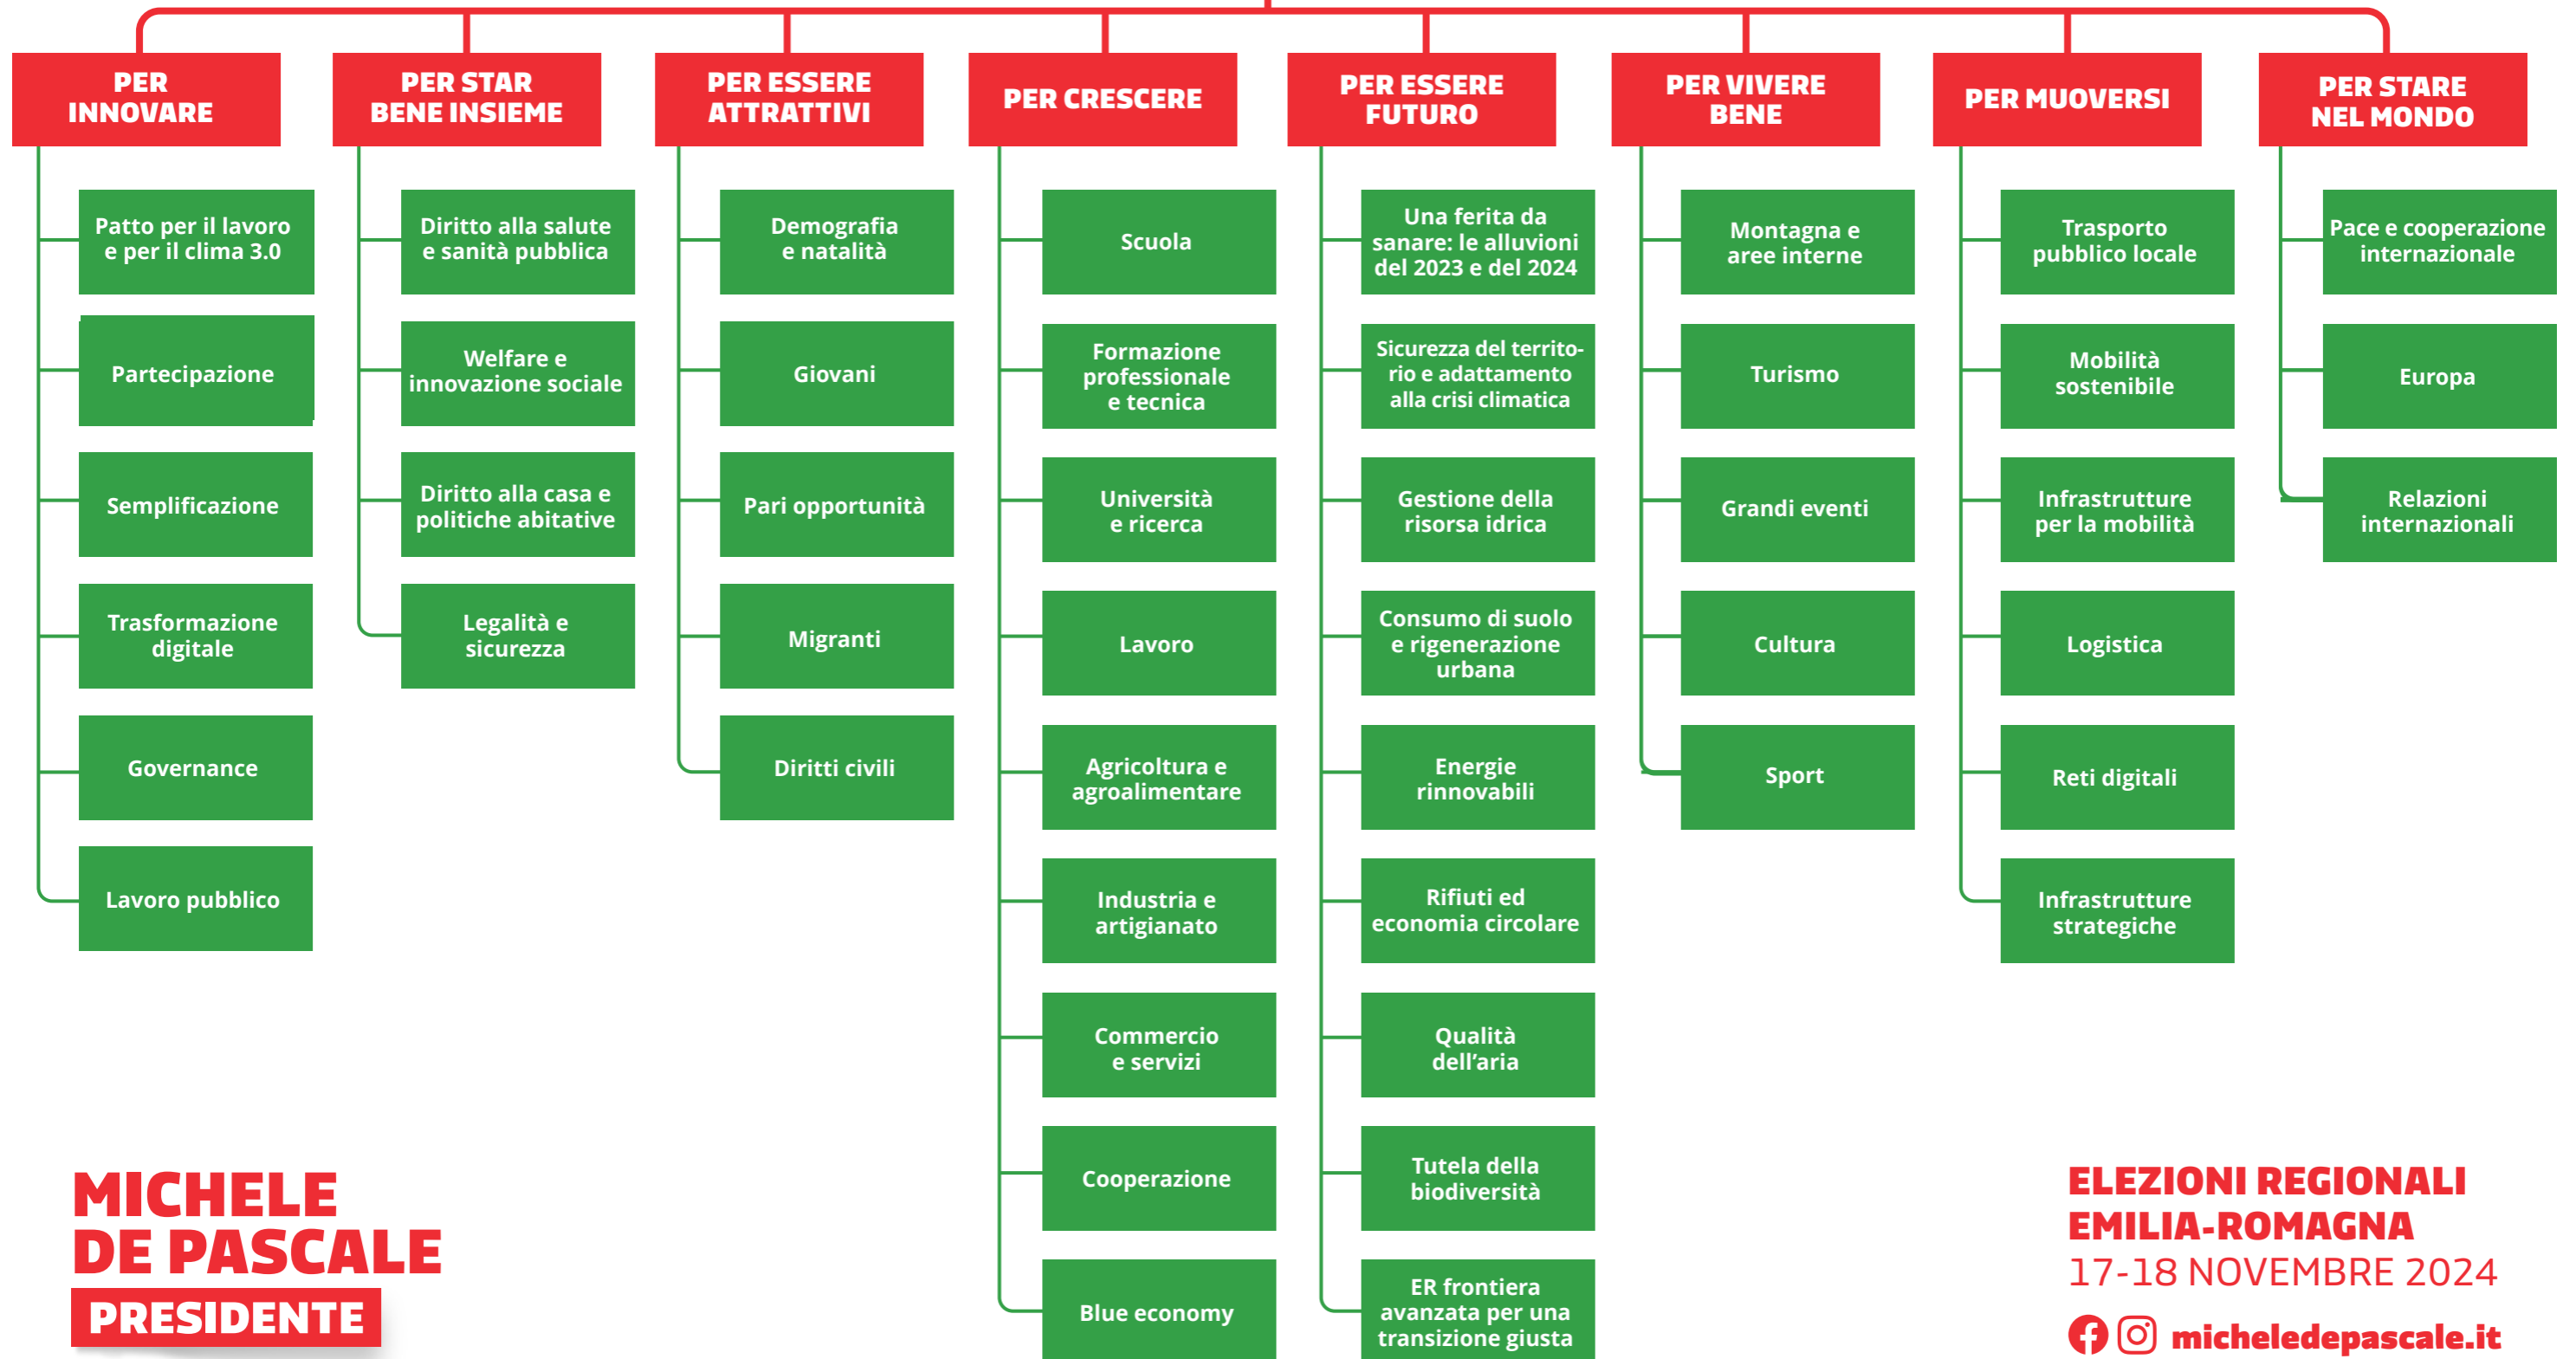 PER
INNOVARE
Patto per il lavoro
e per il clima 3.0
Partecipazione
Semplificazione
Trasformazione
digitale
Governance
Lavoro pubblico
PER STAR
BENE INSIEME
Diritto alla salute
e sanità pubblica
Welfare e
innovazione sociale
Diritto alla casa e
politiche abitative
Legalità e
sicurezza
PER ESSERE
ATTRATTIVI
Demografia
e natalità
Giovani
Pari opportunità
Migranti
Diritti civili
PER CRESCERE
Scuola
Formazione
professionale
e tecnica
Università
e ricerca
Lavoro
Agricoltura e
agroalimentare
Industria e
artigianato
Commercio
e servizi
Cooperazione
Blue economy
PER ESSERE
FUTURO
Una ferita da
sanare: le alluvioni
del 2023 e del 2024
Sicurezza del territo-
rio e adattamento
alla crisi climatica
Gestione della
risorsa idrica
Consumo di suolo
e rigenerazione
urbana
Energie
rinnovabili
Rifiuti ed
economia circolare
Qualità
dell’aria
Tutela della
biodiversità
ER frontiera
avanzata per una
transizione giusta
PER VIVERE
BENE
Montagna e
aree interne
Turismo
Grandi eventi
Cultura
Sport
PER MUOVERSI
Trasporto
pubblico locale
Mobilità
sostenibile
Infrastrutture
per la mobilità
Logistica
Reti digitali
Infrastrutture
strategiche
PER STARE
NEL MONDO
Pace e cooperazione
internazionale
Europa
Relazioni
internazionali
MICHELE
DE PASCALE
PRESIDENTE
ELEZIONI REGIONALI
EMILIA-ROMAGNA
17-18 NOVEMBRE 2024
micheledepascale.it